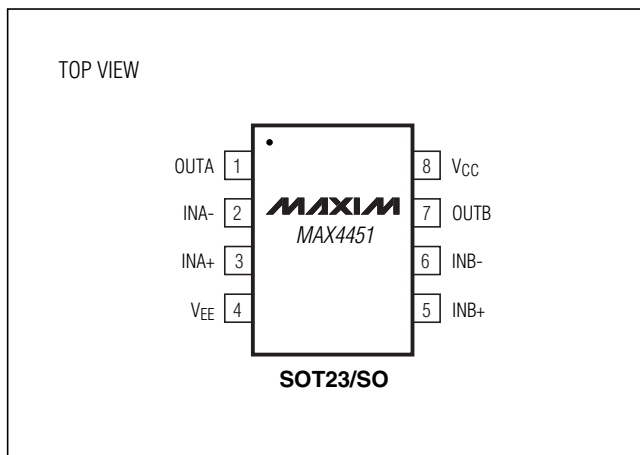 TOP VIEW
OUTA 1
INA- 2
INA+ 3
VEE 4
MAXIM
MAX4451
8 VCC
7 OUTB
6 INB-
5 INB+
SOT23/SO